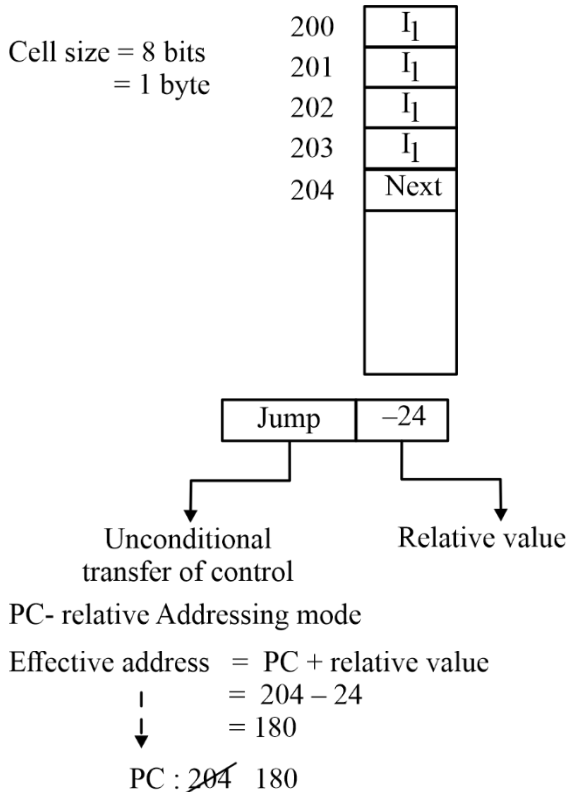 200 I1
Cell size = 8 bits
201 I1
= 1 byte
202 I1
203 I1
204 Next
Jump –24
Unconditional
transfer of control
Relative value
PC- relative Addressing mode
Effective address = PC + relative value
= 204 – 24
= 180
PC : 204 180